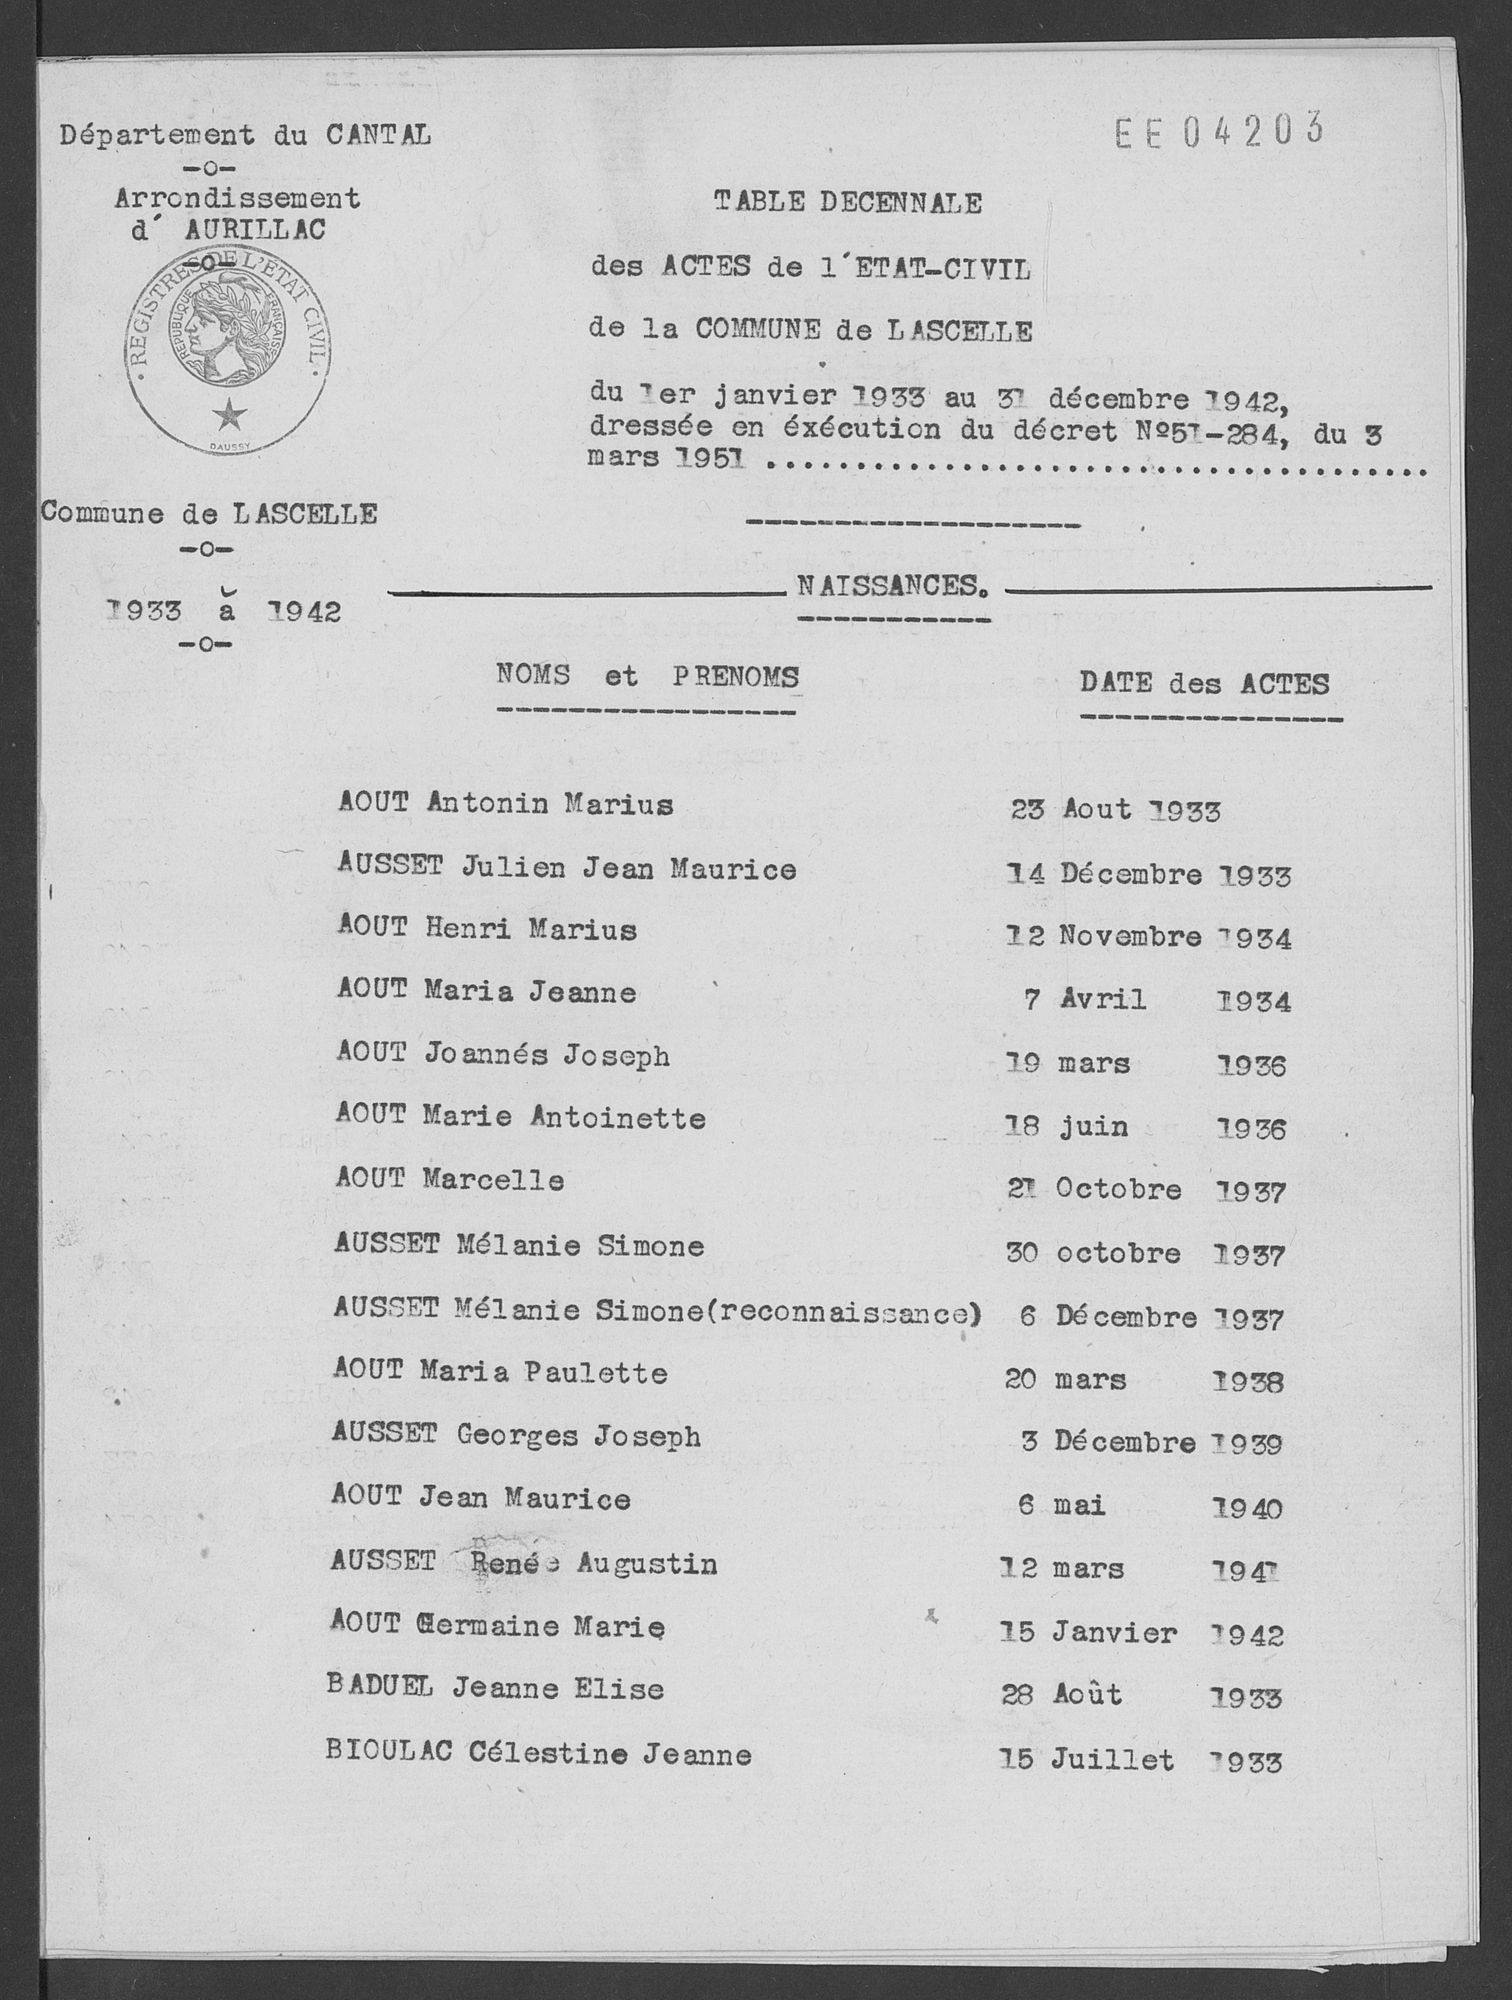 Département du CANTAL
-o-
Arrondissement
d' AURILLAC
-o-
REGISTRES DE L'ETAT CIVIL
REPUBLIQUE FRANÇAISE
DAUSSY
Commune de LASCELLE
-o-
1933 à 1942
-o-
EE04203
TABLE DECENNALE
des ACTES de l'ETAT-CIVIL
de la COMMUNE de LASCELLE
du 1er janvier 1933 au 31 décembre 1942,
dressée en éxécution du décret Nº51-284, du 3
mars 1951 ......................................
NAISSANCES.
NOMS et PRENOMS DATE des ACTES
AOUT Antonin Marius 23 Aout 1933
AUSSET Julien Jean Maurice 14 Décembre 1933
AOUT Henri Marius 12 Novembre 1934
AOUT Maria Jeanne 7 Avril 1934
AOUT Joannés Joseph 19 mars 1936
AOUT Marie Antoinette 18 juin 1936
AOUT Marcelle 21 Octobre 1937
AUSSET Mélanie Simone 30 octobre 1937
AUSSET Mélanie Simone(reconnaissance) 6 Décembre 1937
AOUT Maria Paulette 20 mars 1938
AUSSET Georges Joseph 3 Décembre 1939
AOUT Jean Maurice 6 mai 1940
AUSSET Renée Augustin 12 mars 1941
AOUT Germaine Marie 15 Janvier 1942
BADUEL Jeanne Elise 28 Août 1933
BIOULAC Célestine Jeanne 15 Juillet 1933